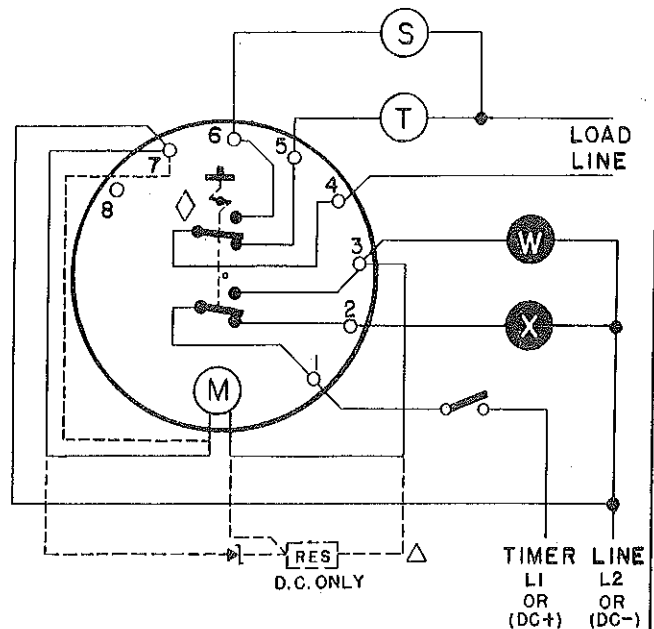 S
T
LOAD
LINE
6
5
7
4
8
3
W
2
X
1
M
RES
D.C. ONLY
TIMER LINE
L1 L2
OR OR
(DC+) (DC-)